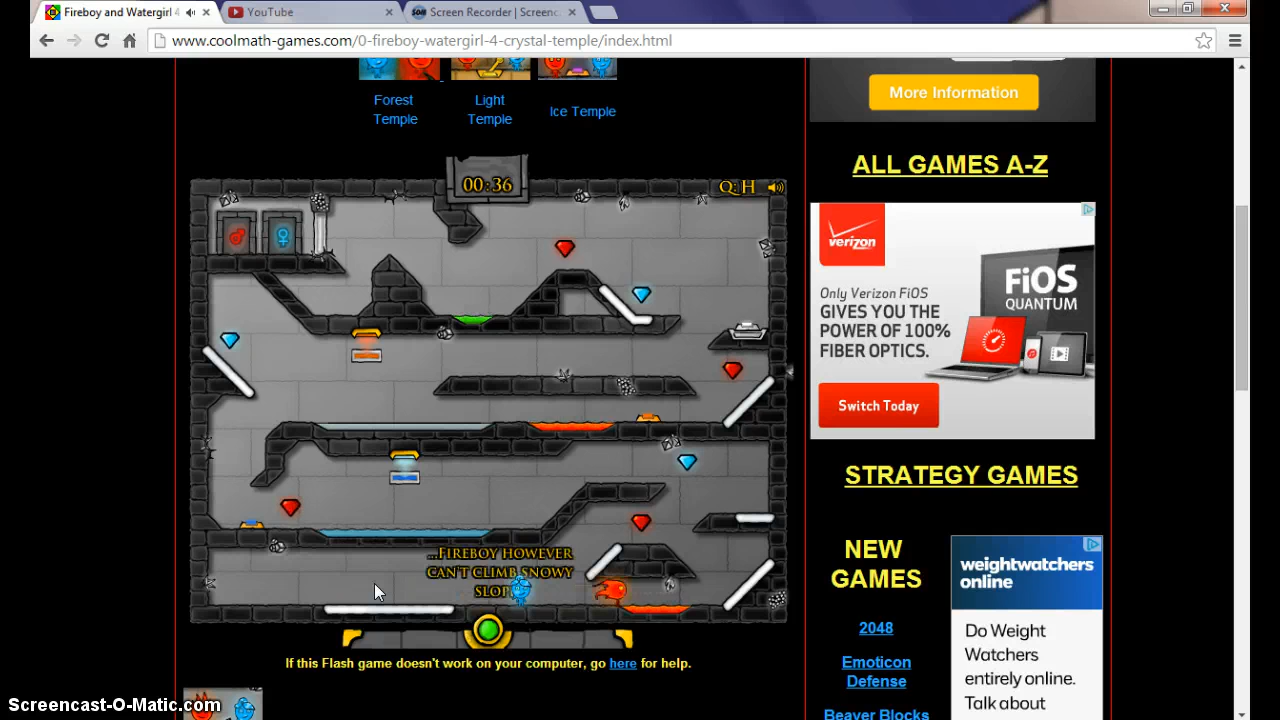 Fireboy and Watergirl 4
YouTube
Screen Recorder | Screenc
www.coolmath-games.com/0-fireboy-watergirl-4-crystal-temple/index.html
Forest
Temple
Light
Temple
Ice Temple
More Information
ALL GAMES A-Z
00:36
Q: H
verizon
Only Verizon FiOS
GIVES YOU THE
POWER OF 100%
FIBER OPTICS.
FiOS
QUANTUM
Switch Today
STRATEGY GAMES
...FIREBOY HOWEVER
CAN'T CLIMB SNOWY
SLOP
NEW
GAMES
2048
Emoticon
Defense
Beaver Blocks
weightwatchers
online
Do Weight
Watchers
entirely online.
Talk about
If this Flash game doesn't work on your computer, go here for help.
Screencast-O-Matic.com